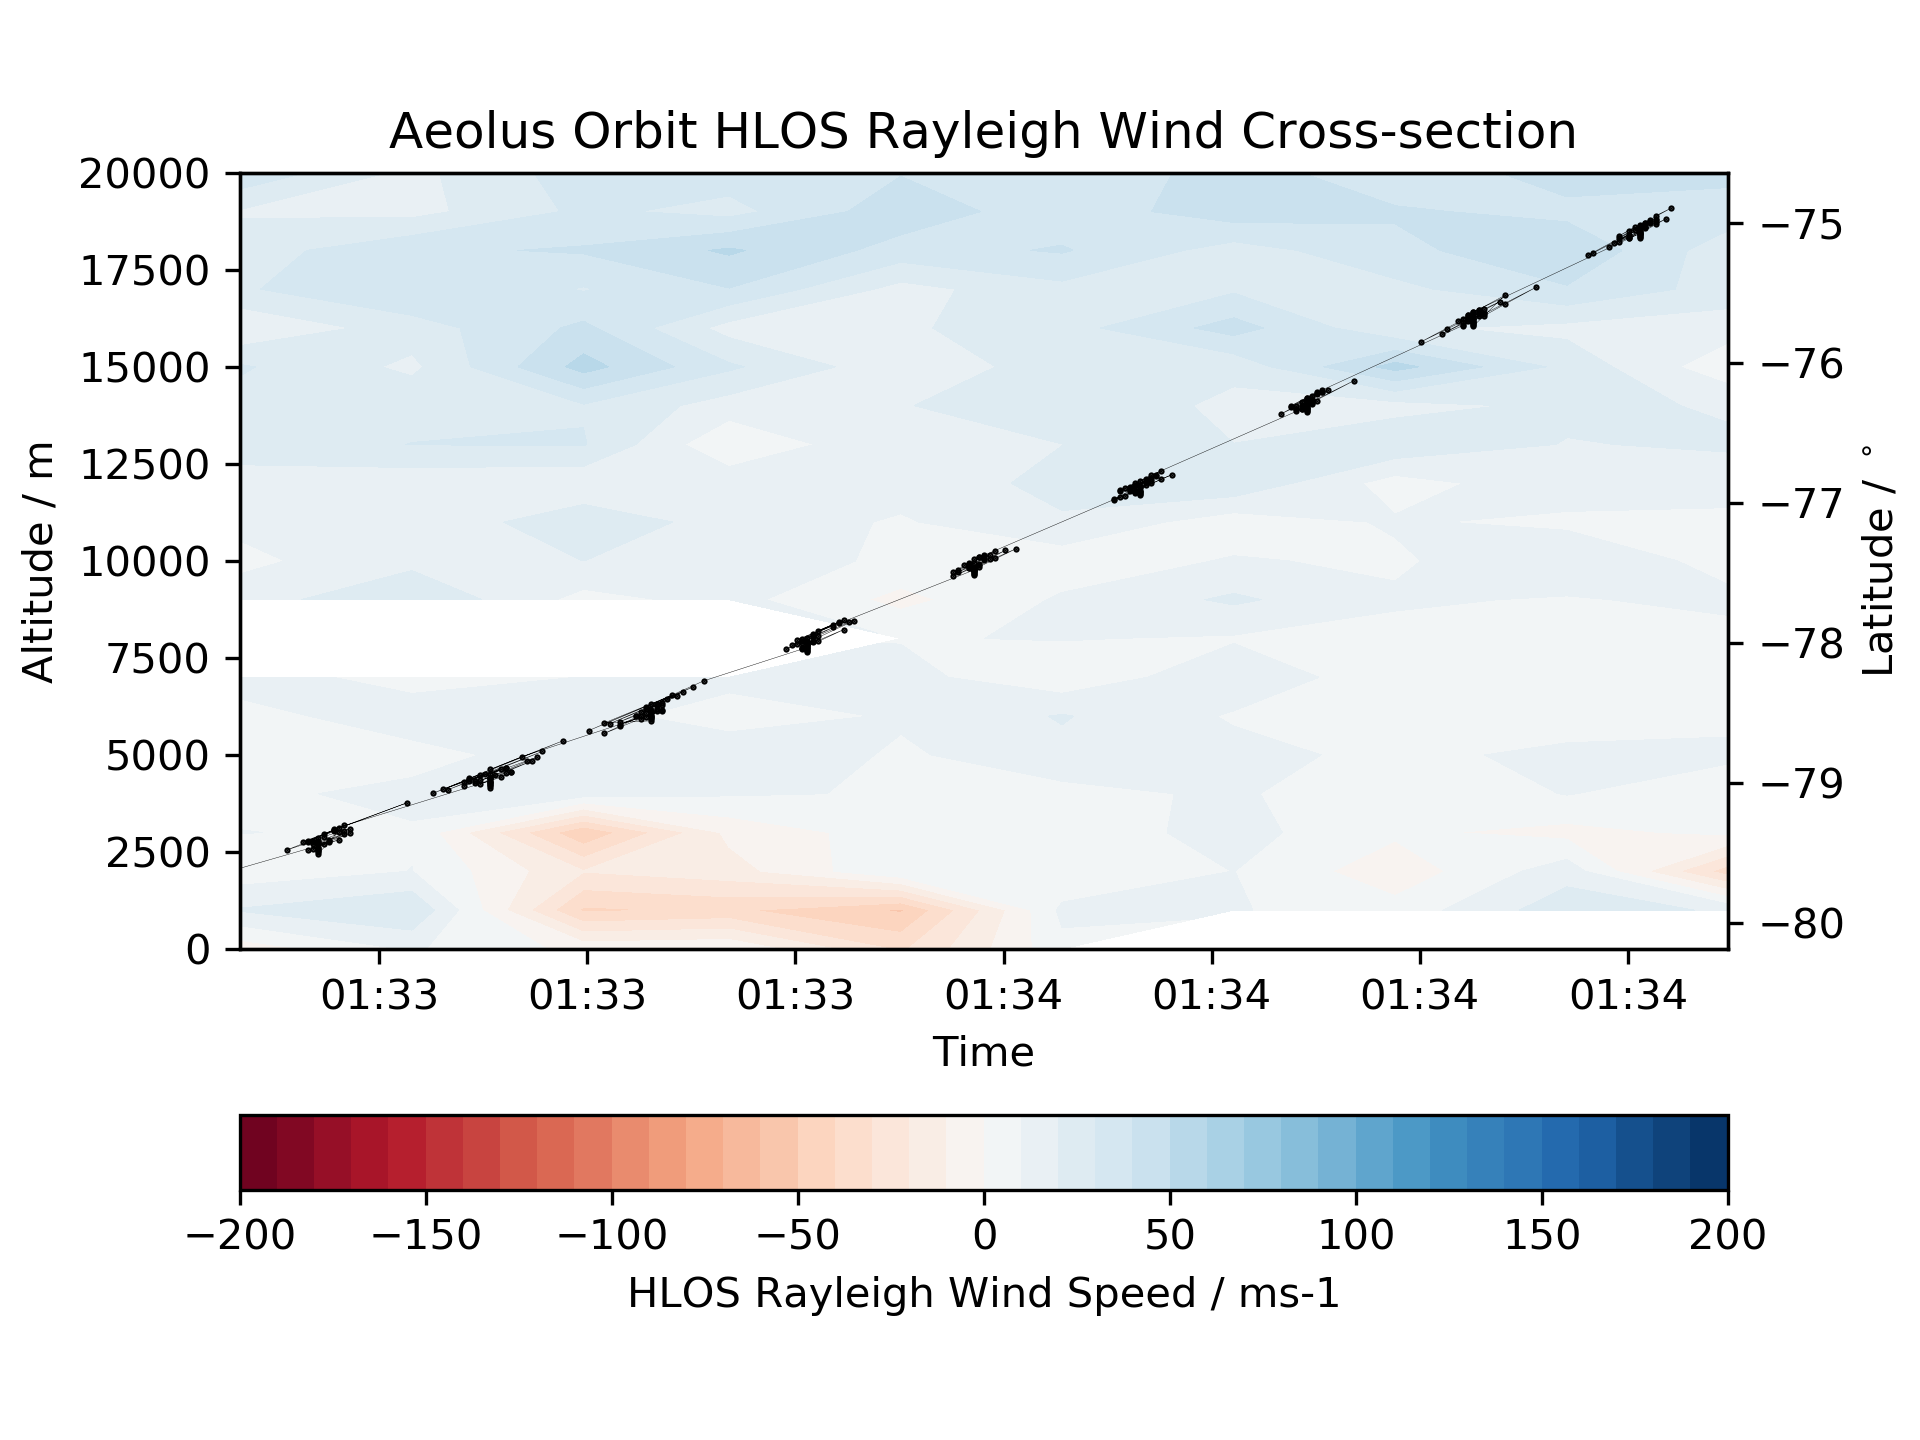 Aeolus Orbit HLOS Rayleigh Wind Cross-section
20000
17500
15000
12500
10000
7500
5000
2500
0
Altitude / m
−75
−76
−77
−78
−79
−80
Latitude / °
01:33 01:33 01:33 01:34 01:34 01:34 01:34
Time
−200 −150 −100 −50 0 50 100 150 200
HLOS Rayleigh Wind Speed / ms-1